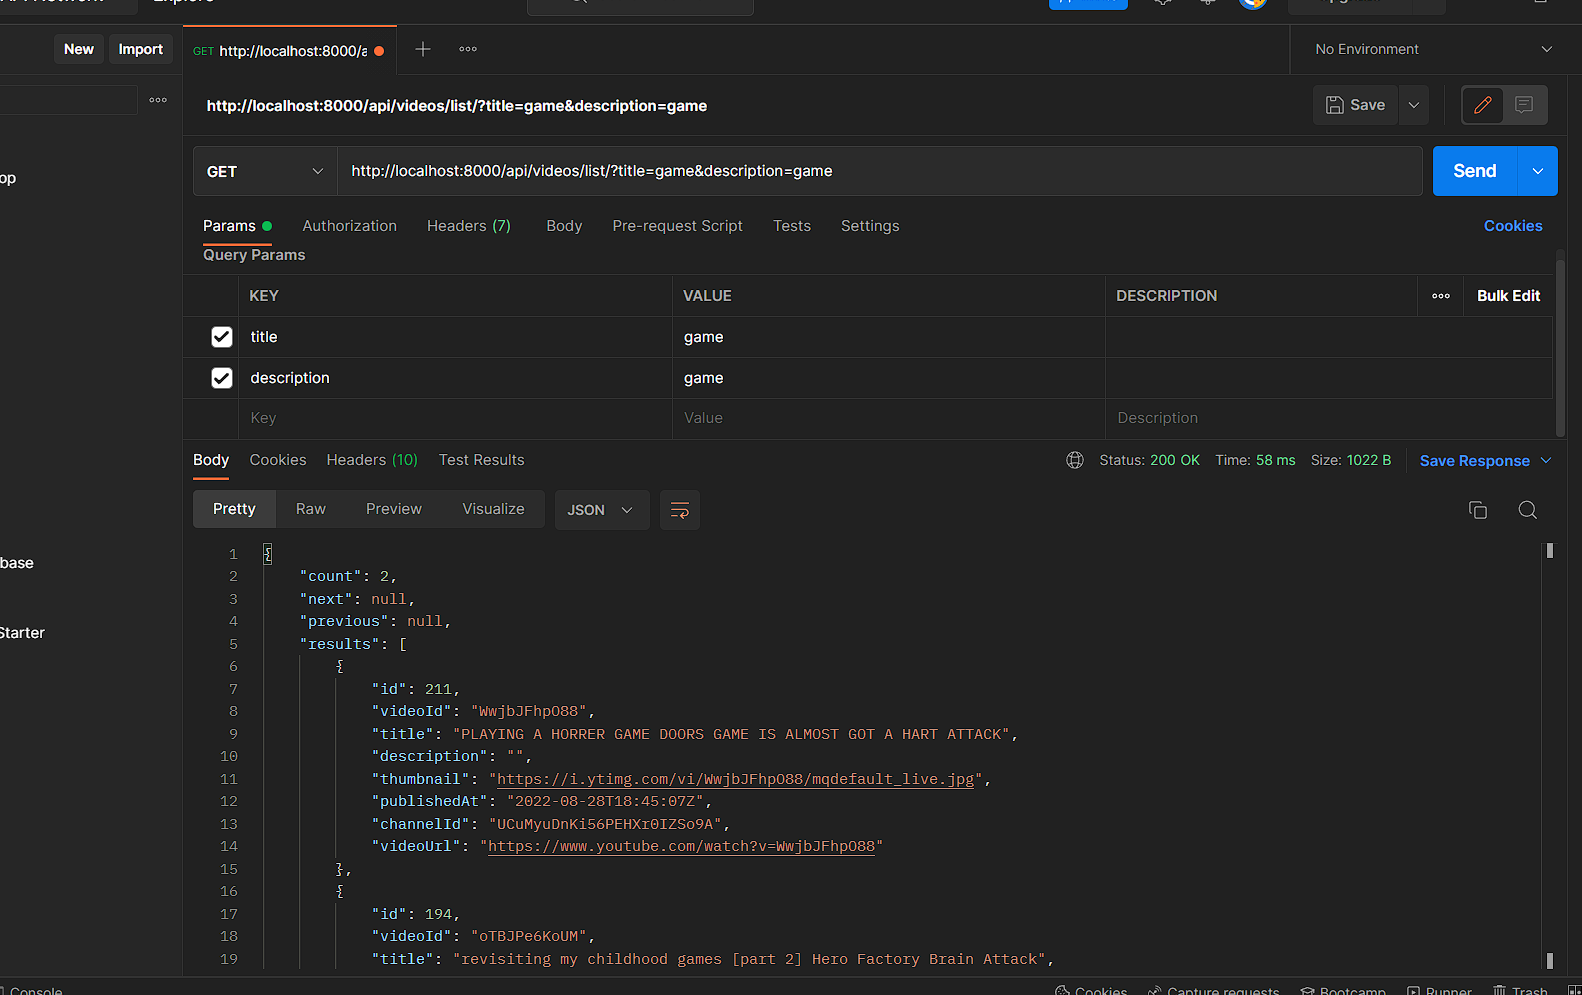 Explore
New
Import
GET http://localhost:8000/a
No Environment
http://localhost:8000/api/videos/list/?title=game&description=game
Save
GET
http://localhost:8000/api/videos/list/?title=game&description=game
Send
Params
Authorization
Headers (7)
Body
Pre-request Script
Tests
Settings
Cookies
Query Params
KEY
VALUE
DESCRIPTION
Bulk Edit
title
game
description
game
Key
Value
Description
op
base
Starter
Body
Cookies
Headers (10)
Test Results
Status: 200 OK
Time: 58 ms
Size: 1022 B
Save Response
Pretty
Raw
Preview
Visualize
JSON
1 {
2 "count": 2,
3 "next": null,
4 "previous": null,
5 "results": [
6 {
7 "id": 211,
8 "videoId": "WwjbJFhpO88",
9 "title": "PLAYING A HORRER GAME DOORS GAME IS ALMOST GOT A HART ATTACK",
10 "description": "",
11 "thumbnail": "https://i.ytimg.com/vi/WwjbJFhpO88/mqdefault_live.jpg",
12 "publishedAt": "2022-08-28T18:45:07Z",
13 "channelId": "UCuMyuDnKi56PEHXr0IZSo9A",
14 "videoUrl": "https://www.youtube.com/watch?v=WwjbJFhpO88"
15 },
16 {
17 "id": 194,
18 "videoId": "oTBJPe6KoUM",
19 "title": "revisiting my childhood games [part 2] Hero Factory Brain Attack",
Console
Cookies
Capture requests
Bootcamp
Runner
Trash